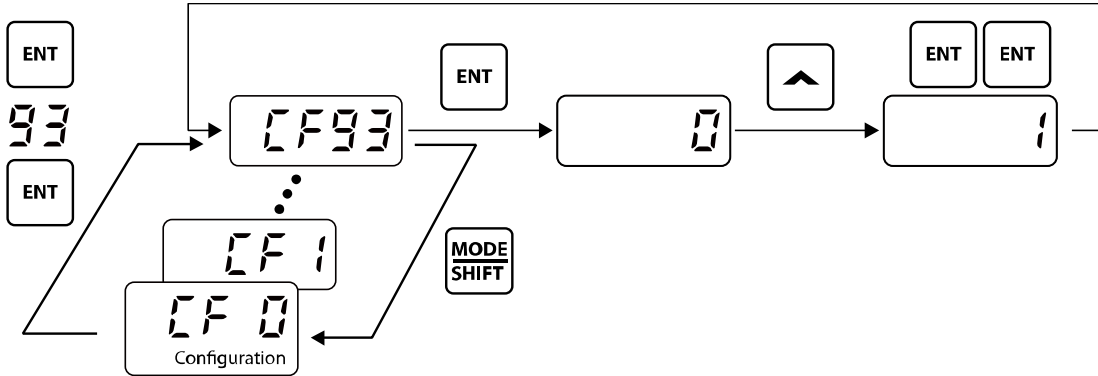 ENT
93
ENT
CF93
CF 1
CF 0
Configuration
ENT
MODE
SHIFT
0
ENT ENT
1